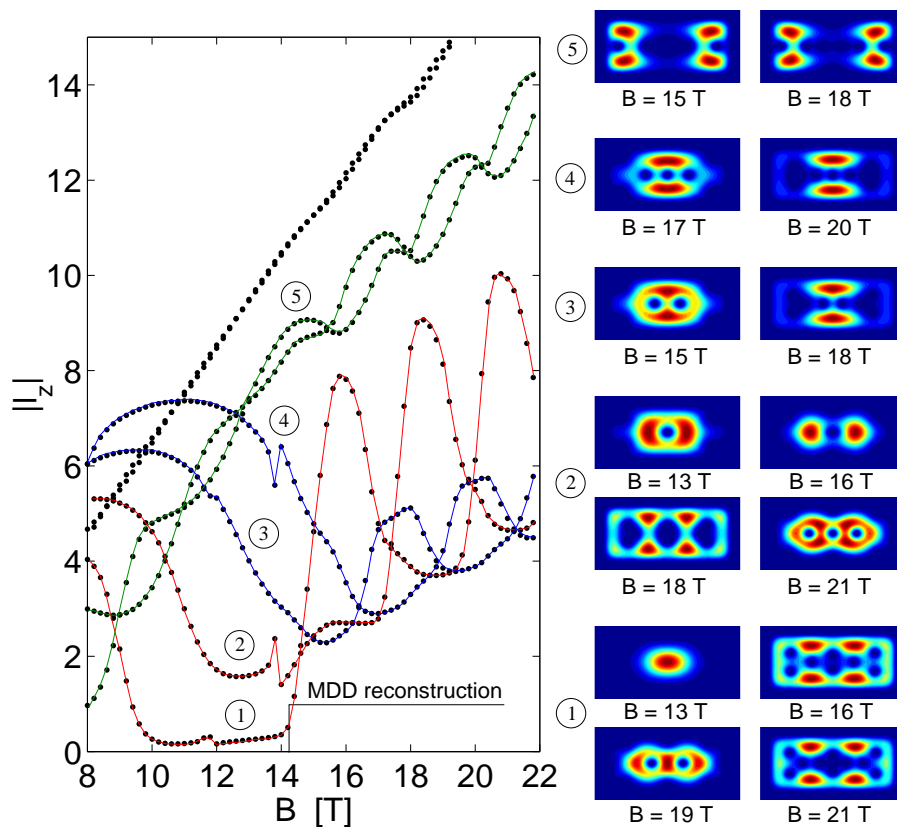 |I_z|
14
12
10
8
6
4
2
0
5
4
3
2
1
MDD reconstruction
8 10 12 14 16 18 20 22
B [T]
5
B = 15 T B = 18 T
4
B = 17 T B = 20 T
3
B = 15 T B = 18 T
2
B = 13 T B = 16 T
B = 18 T B = 21 T
1
B = 13 T B = 16 T
B = 19 T B = 21 T